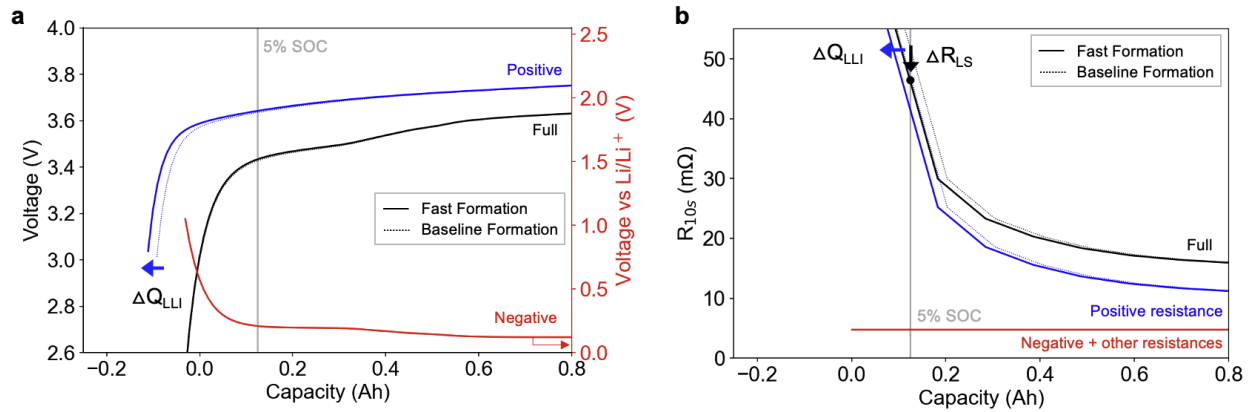 a
4.0
3.8
3.6
3.4
3.2
3.0
2.8
2.6
Voltage (V)
−0.2
0.0
0.2
0.4
0.6
0.8
Capacity (Ah)
2.5
2.0
1.5
1.0
0.5
0.0
Voltage vs Li/Li⁺ (V)
5% SOC
Positive
Full
Fast Formation
Baseline Formation
ΔQLLI
Negative
b
50
40
30
20
10
0
R10s (mΩ)
−0.2
0.0
0.2
0.4
0.6
0.8
Capacity (Ah)
ΔQLLI
ΔRLS
Fast Formation
Baseline Formation
Full
Positive resistance
5% SOC
Negative + other resistances